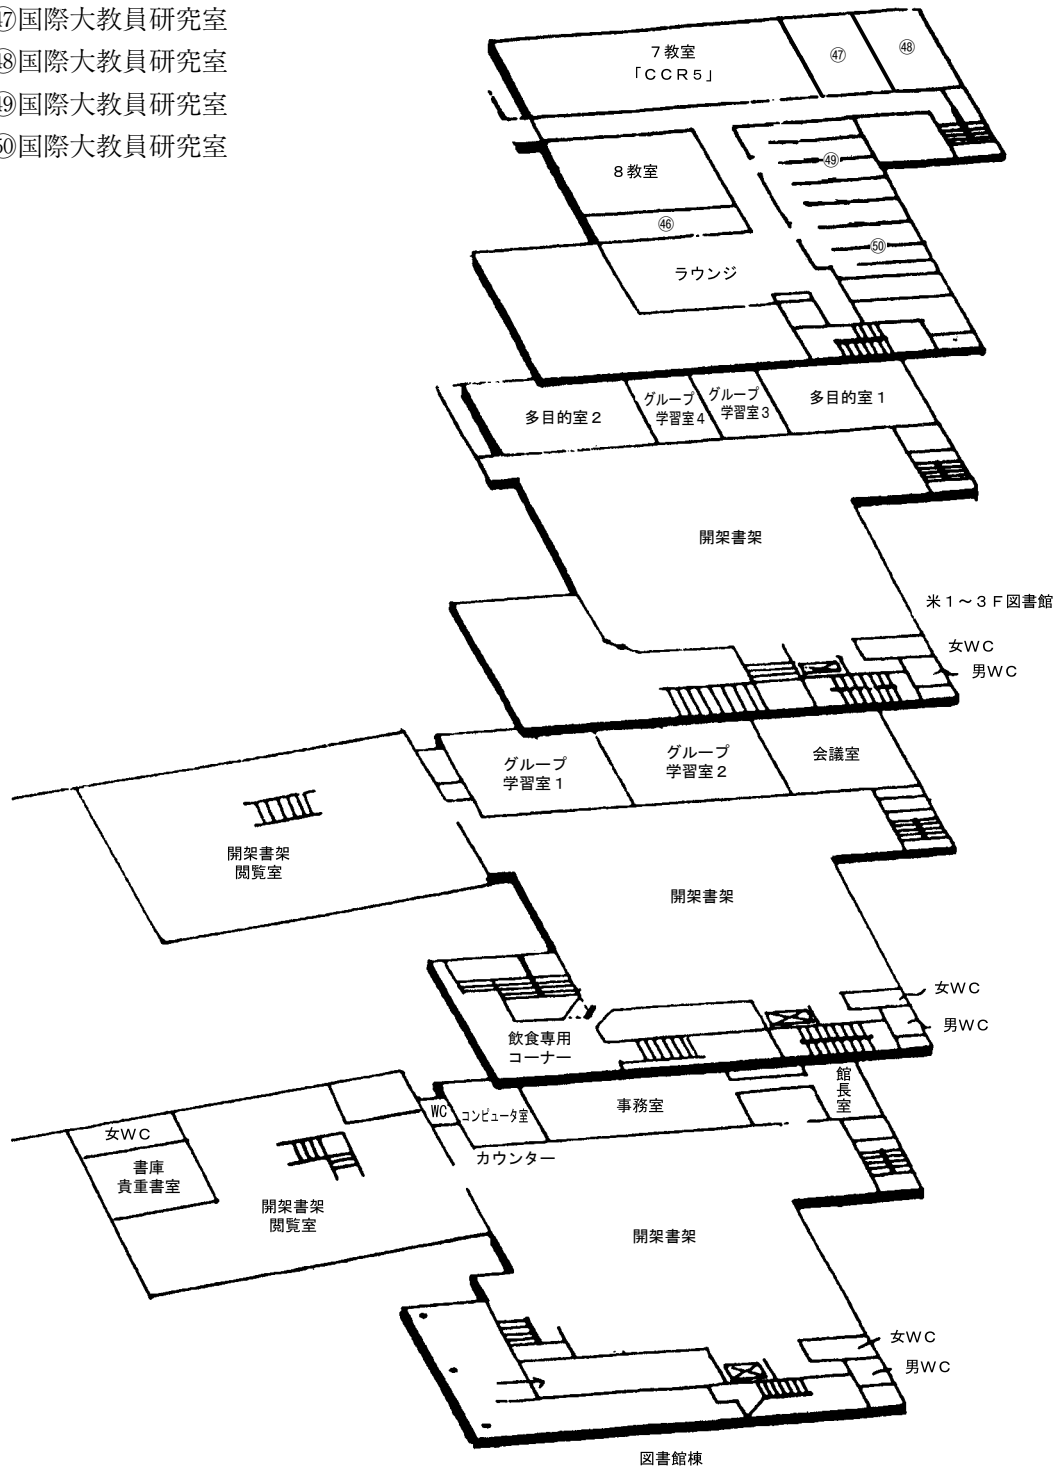 ㊼国際大教員研究室
㊽国際大教員研究室
㊾国際大教員研究室
㊿国際大教員研究室
7教室
「CCR5」
㊼
㊽
8教室
㊾
㊻
㊿
ラウンジ
多目的室2
グループ
学習室4
グループ
学習室3
多目的室1
開架書架
米1~3F図書館
女WC
男WC
グループ
学習室1
グループ
学習室2
会議室
開架書架
閲覧室
開架書架
女WC
男WC
飲食専用
コーナー
館長室
WC
コンピュータ室
事務室
女WC
カウンター
書庫
貴重書室
開架書架
閲覧室
開架書架
女WC
男WC
図書館棟